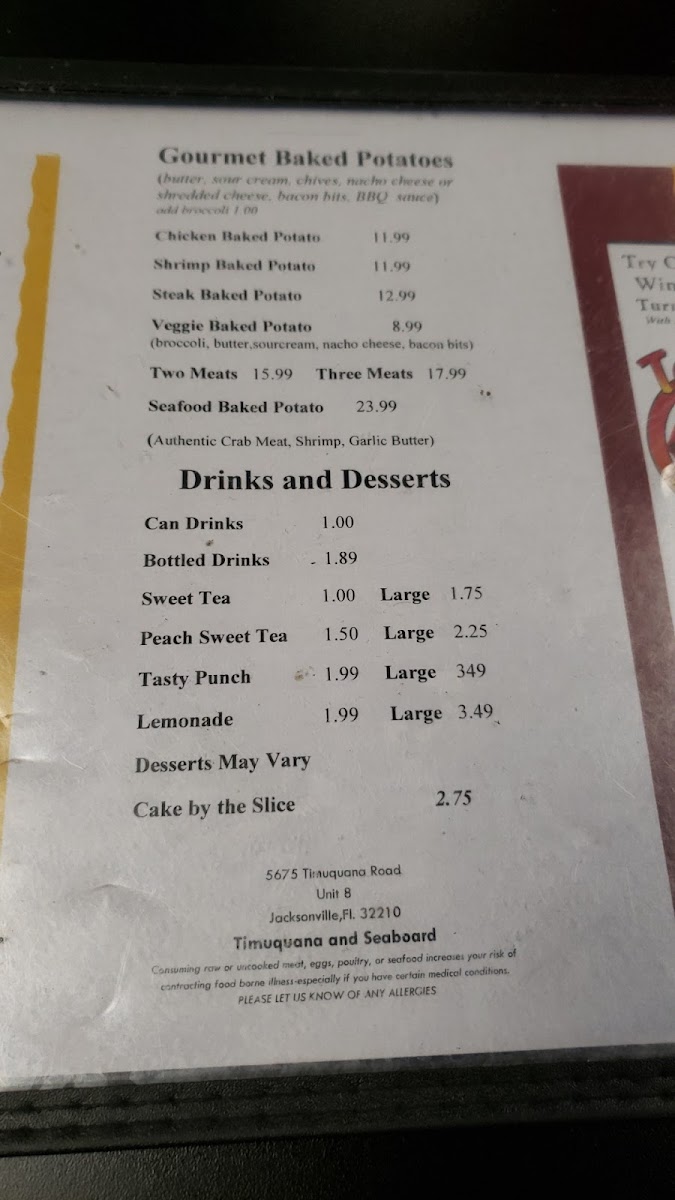 Gourmet Baked Potatoes
(butter, sour cream, chives, nacho cheese or
shredded cheese, bacon bits, BBQ sauce)
add broccoli 1.00
Chicken Baked Potato 11.99
Shrimp Baked Potato 11.99
Steak Baked Potato 12.99
Veggie Baked Potato 8.99
(broccoli, butter,sourcream, nacho cheese, bacon bits)
Two Meats 15.99 Three Meats 17.99
Seafood Baked Potato 23.99
(Authentic Crab Meat, Shrimp, Garlic Butter)
Drinks and Desserts
Can Drinks 1.00
Bottled Drinks 1.89
Sweet Tea 1.00 Large 1.75
Peach Sweet Tea 1.50 Large 2.25
Tasty Punch 1.99 Large 349
Lemonade 1.99 Large 3.49
Desserts May Vary
Cake by the Slice 2.75
5675 Timuquana Road
Unit 8
Jacksonville,Fl. 32210
Timuquana and Seaboard
Consuming raw or uncooked meat, eggs, poultry, or seafood increases your risk of
contracting food borne illness-especially if you have certain medical conditions.
PLEASE LET US KNOW OF ANY ALLERGIES
Try
With